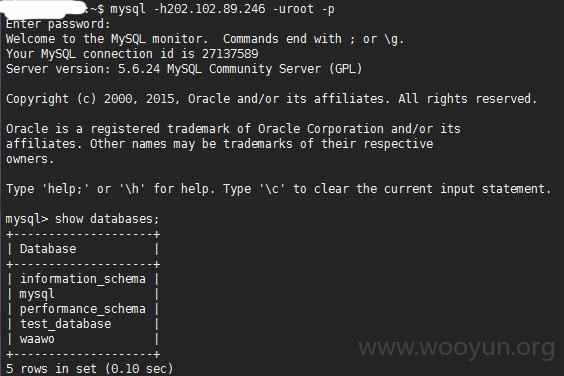 :~$ mysql -h202.102.89.246 -uroot -p
Enter password:
Welcome to the MySQL monitor.  Commands end with ; or \g.
Your MySQL connection id is 27137589
Server version: 5.6.24 MySQL Community Server (GPL)
Copyright (c) 2000, 2015, Oracle and/or its affiliates. All rights reserved.
Oracle is a registered trademark of Oracle Corporation and/or its
affiliates. Other names may be trademarks of their respective
owners.
Type 'help;' or '\h' for help. Type '\c' to clear the current input statement.
mysql> show databases;
+--------------------+
| Database           |
+--------------------+
| information_schema |
| mysql              |
| performance_schema |
| test_database      |
| waawo              |
+--------------------+
5 rows in set (0.10 sec)
www.wooyun.org